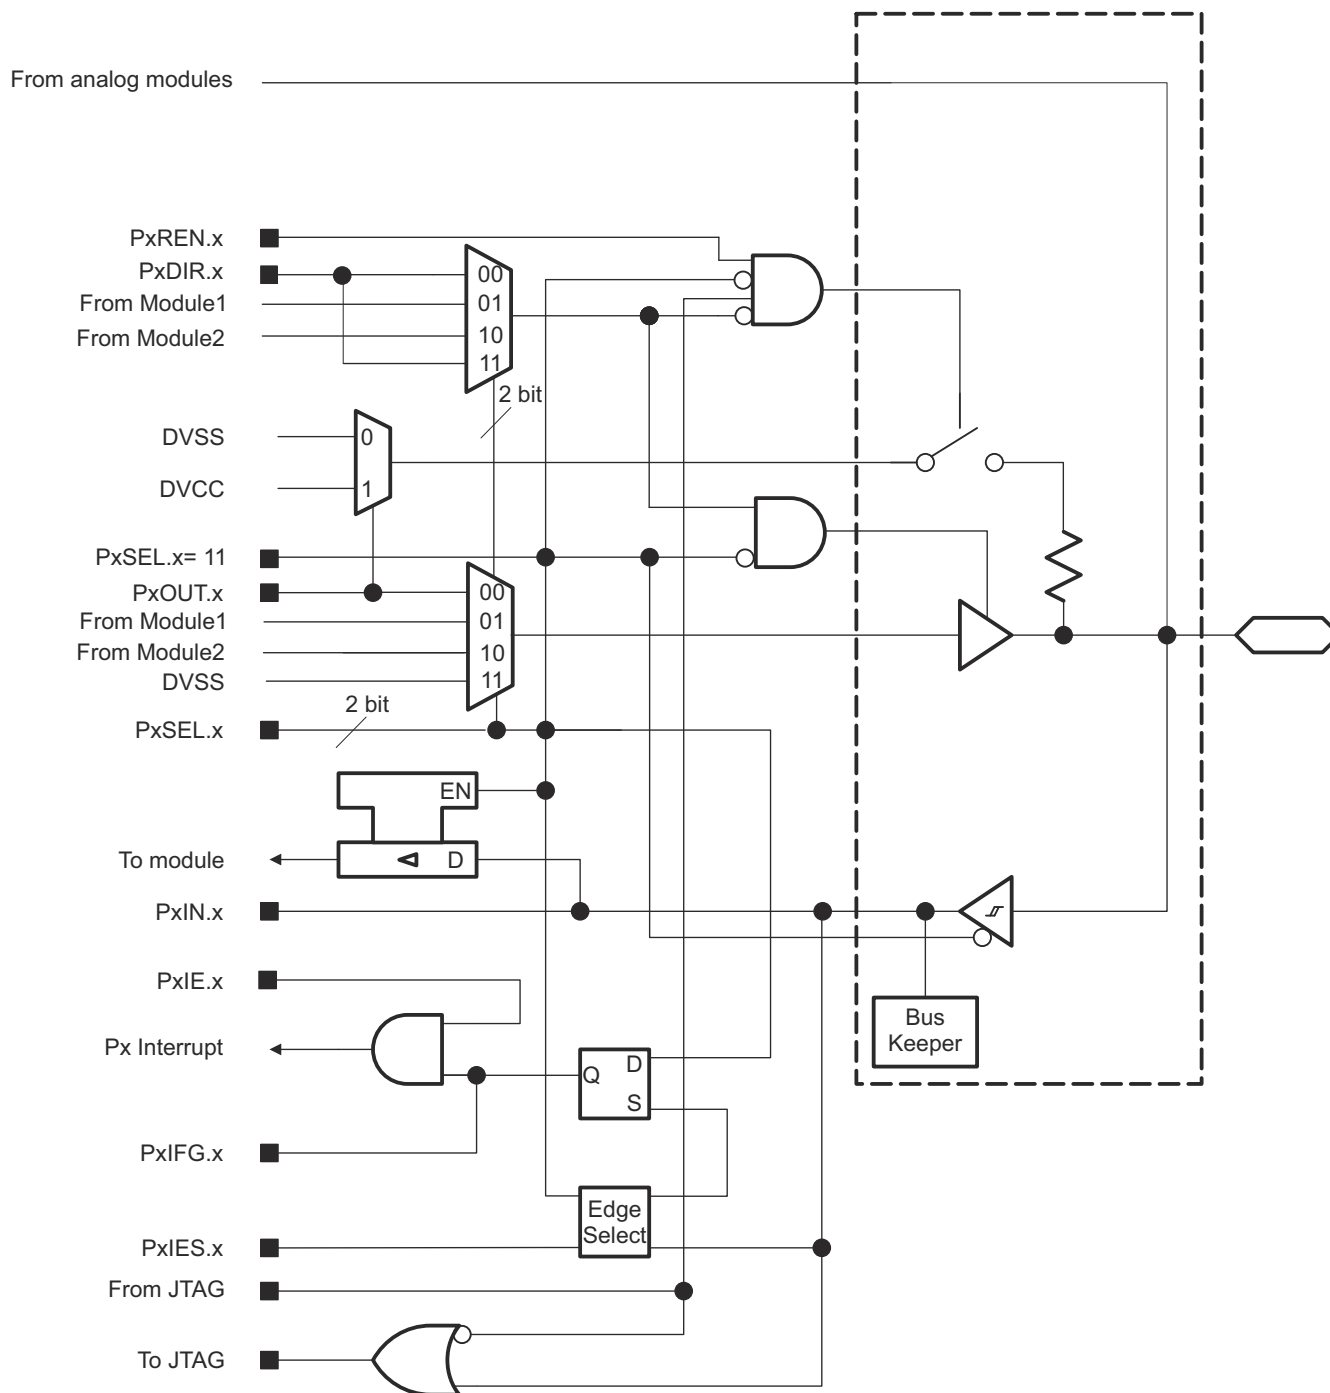 From analog modules
PxREN.x
PxDIR.x
00
From Module1
01
From Module2
10
11
2 bit
DVSS
0
DVCC
1
PxSEL.x= 11
PxOUT.x
00
From Module1
01
From Module2
10
DVSS
11
2 bit
PxSEL.x
EN
To module
D
PxIN.x
PxIE.x
Bus
Keeper
Px Interrupt
Q
D
S
PxIFG.x
Edge
Select
PxIES.x
From JTAG
To JTAG